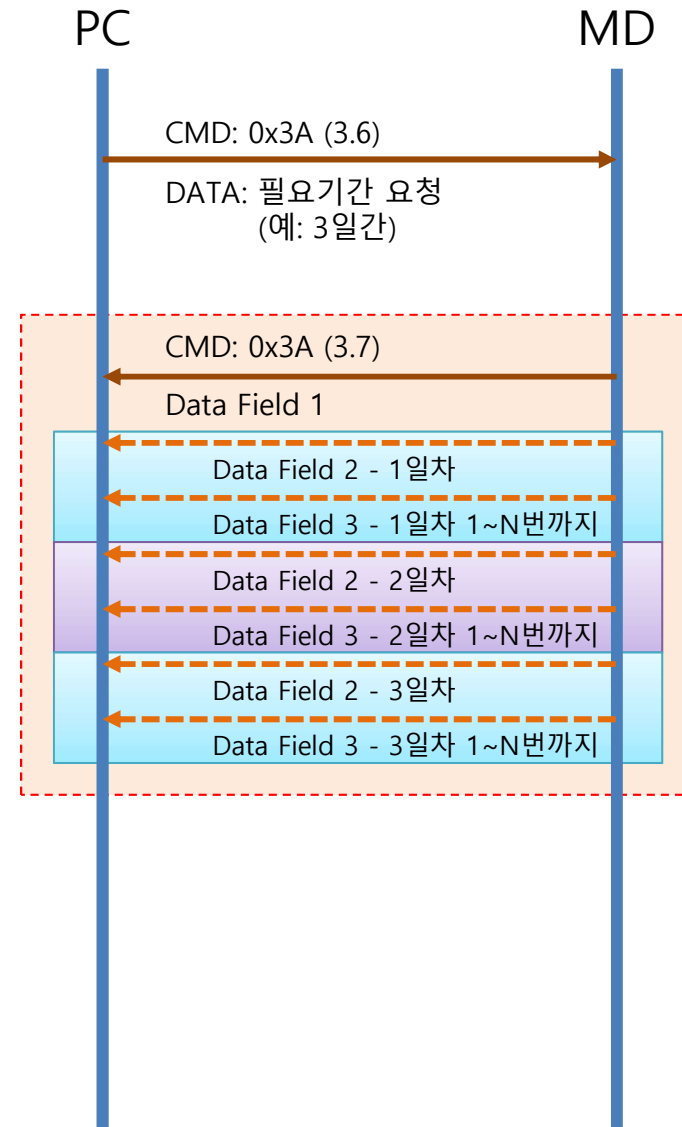 PC
MD
CMD: 0x3A (3.6)
DATA: 필요기간 요청
(예: 3일간)
CMD: 0x3A (3.7)
Data Field 1
Data Field 2 - 1일차
Data Field 3 - 1일차 1~N번까지
Data Field 2 - 2일차
Data Field 3 - 2일차 1~N번까지
Data Field 2 - 3일차
Data Field 3 - 3일차 1~N번까지